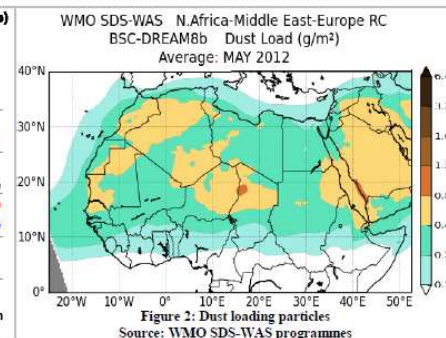 WMO SDS-WAS N.Africa-Middle East-Europe RC
BSC-DREAM8b Dust Load (g/m²)
Average: MAY 2012
40°N
30°N
20°N
10°N
0°
20°W
10°W
0°
10°E
20°E
30°E
40°E
50°E
Figure 2: Dust loading particles
Source: WMO SDS-WAS programmes